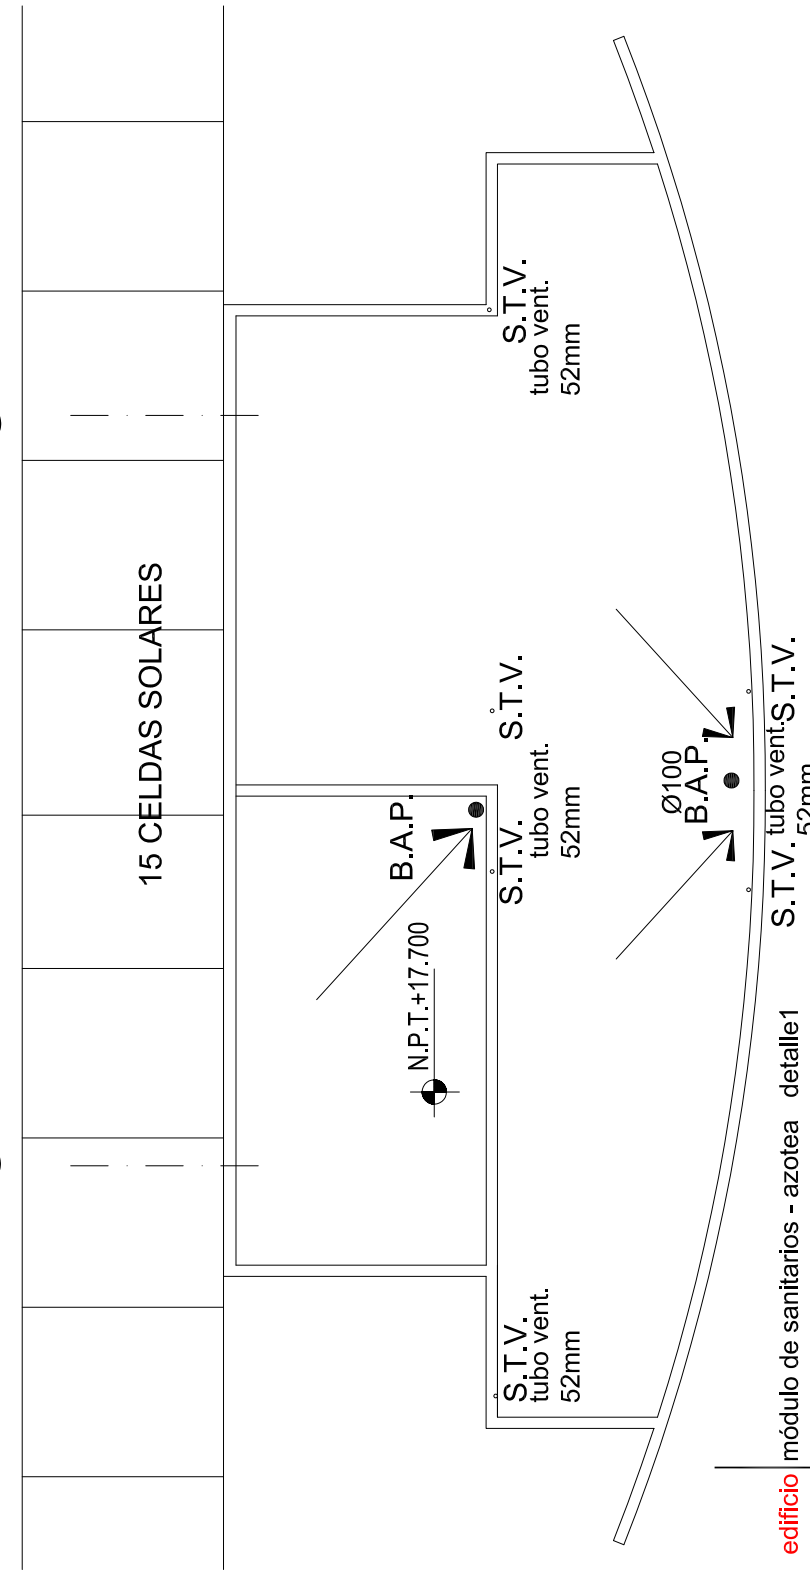 15 CELDAS SOLARES
B.A.P.
N.P.T.+17.700
S.T.V.
tubo vent.
52mm
S.T.V.
S.T.V.
tubo vent.
52mm
S.T.V.
tubo vent.
52mm
Ø100
B.A.P.
S.T.V.
S.T.V.
tubo vent.
52mm
edificio módulo de sanitarios - azotea detalle1